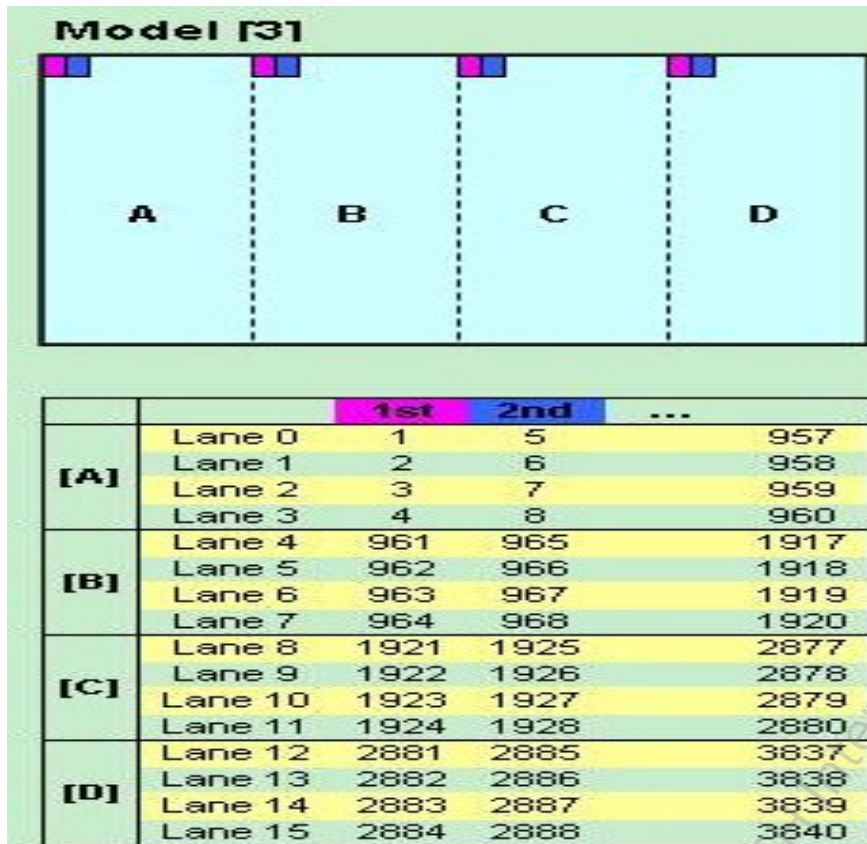 Model [3]
A B C D
1st 2nd ...
[A]
Lane 0 1 5 957
Lane 1 2 6 958
Lane 2 3 7 959
Lane 3 4 8 960
[B]
Lane 4 961 965 1917
Lane 5 962 966 1918
Lane 6 963 967 1919
Lane 7 964 968 1920
[C]
Lane 8 1921 1925 2877
Lane 9 1922 1926 2878
Lane 10 1923 1927 2879
Lane 11 1924 1928 2880
[D]
Lane 12 2881 2885 3837
Lane 13 2882 2886 3838
Lane 14 2883 2887 3839
Lane 15 2884 2888 3840